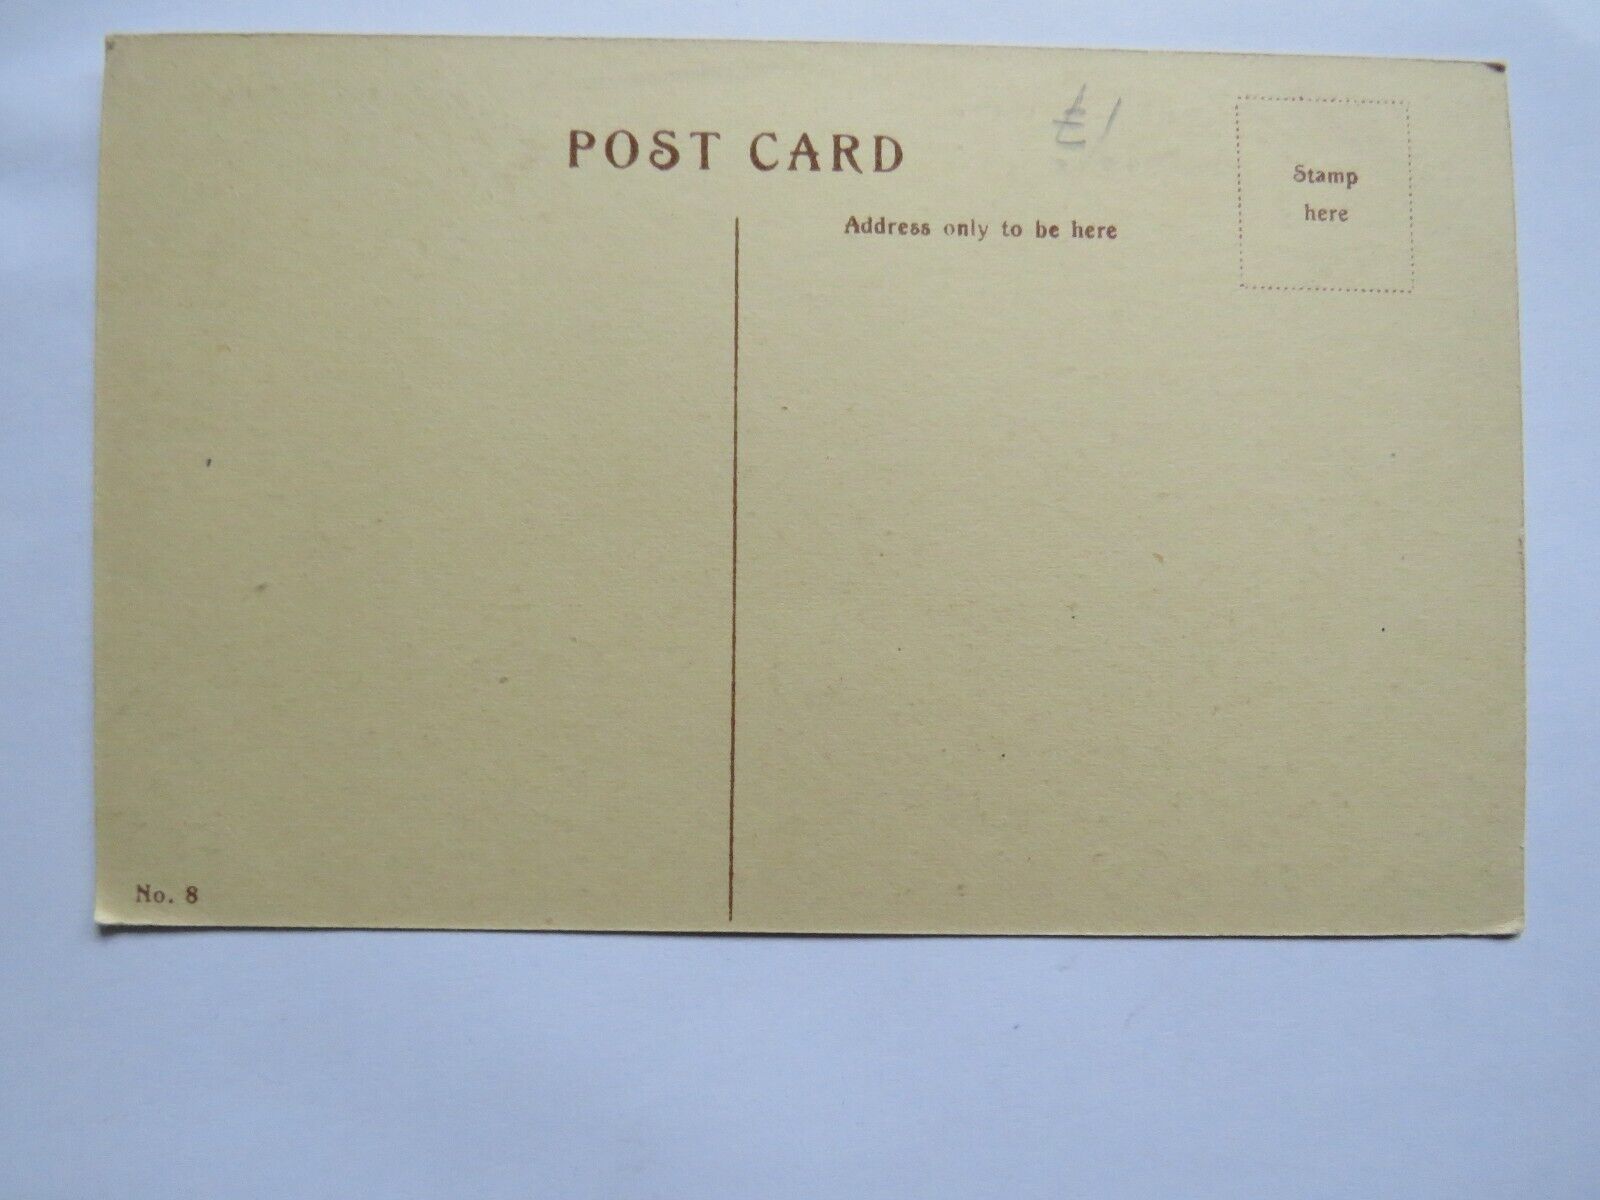 POST CARD
£1
Stamp
here
Address only to be here
No. 8